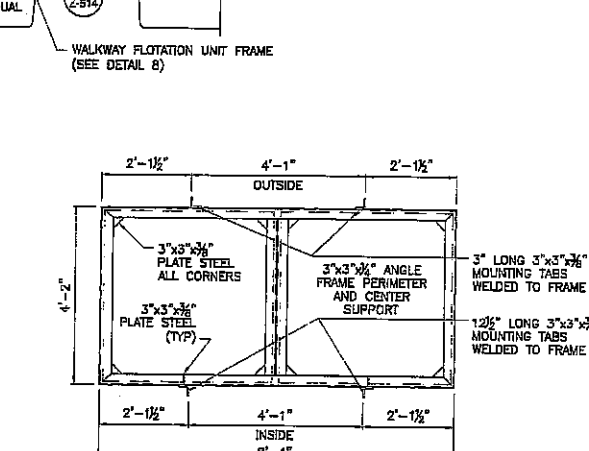 UAL
Z-514
WALKWAY FLOTATION UNIT FRAME
(SEE DETAIL 8)
2'-1½" 4'-1" 2'-1½"
OUTSIDE
3"x3"x⅜"
PLATE STEEL
ALL CORNERS
3"x3"x¼" ANGLE
FRAME PERIMETER
AND CENTER
SUPPORT
3" LONG 3"x3"x⅜"
MOUNTING TABS
WELDED TO FRAME
4'-2"
3"x3"x⅜"
PLATE STEEL
(TYP)
12½" LONG 3"x3"x
MOUNTING TABS
WELDED TO FRAME
2'-1½" 4'-1" 2'-1½"
INSIDE